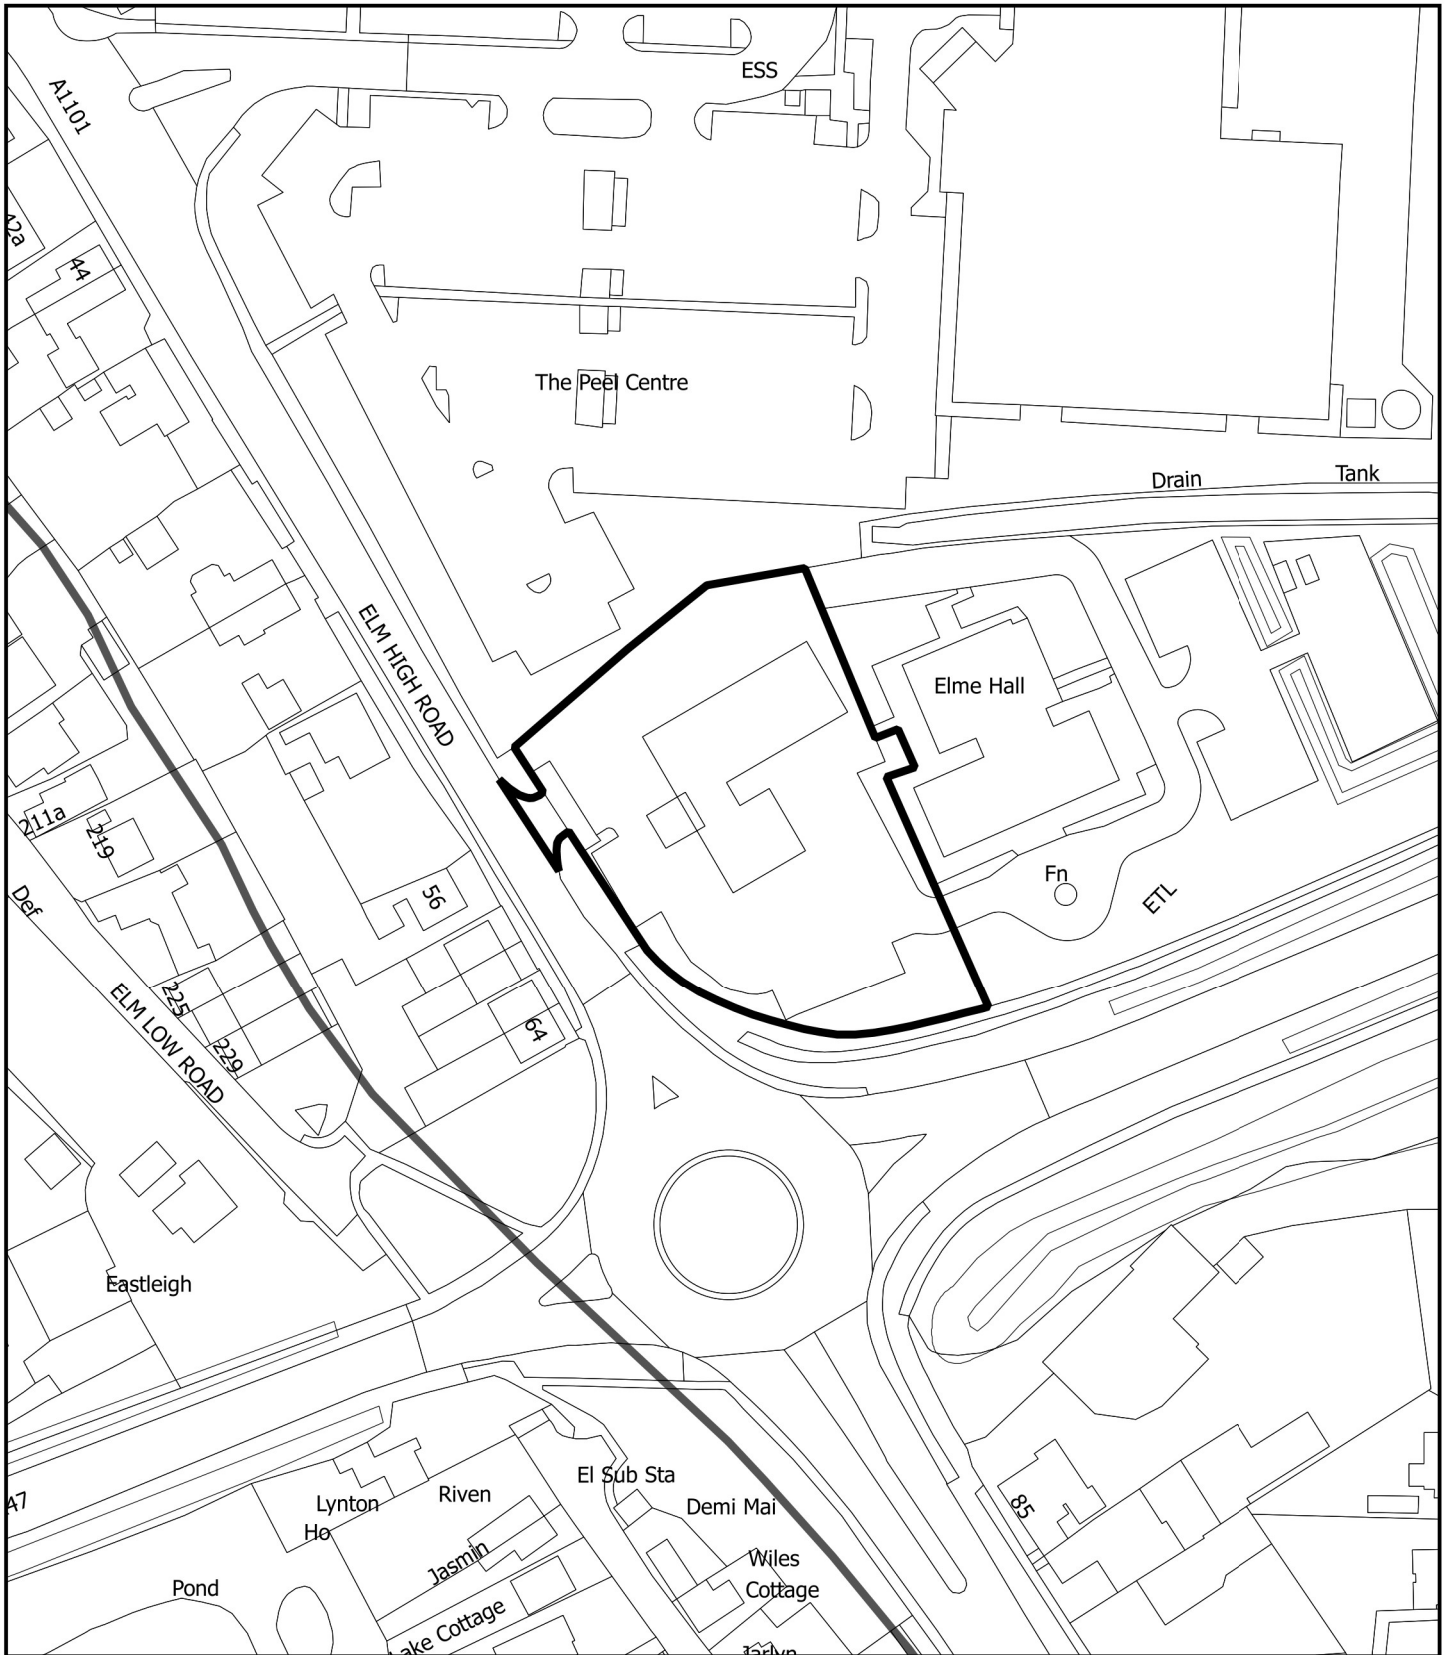 ESS
A1101
42a
44
The Peel Centre
Drain
Tank
ELM HIGH ROAD
Elme Hall
211a
219
Def
56
Fn
ETL
225
ELM LOW ROAD
229
64
Eastleigh
El Sub Sta
Riven
Lynton
Ho
Demi Mai
85
47
Jasmin
Wiles
Cottage
Pond
Lake Cottage
Jarlyn